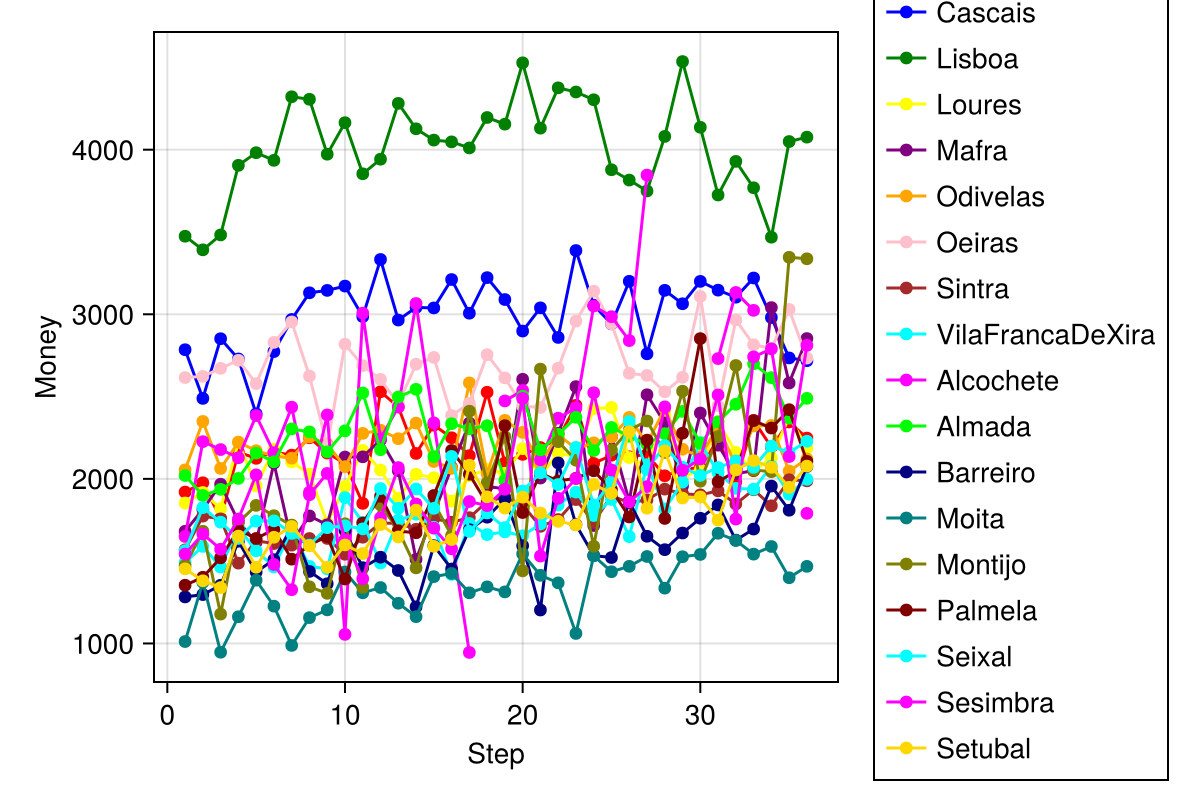 Cascais
Lisboa
Loures
Mafra
Odivelas
Oeiras
Sintra
VilaFrancaDeXira
Alcochete
Almada
Barreiro
Moita
Montijo
Palmela
Seixal
Sesimbra
Setubal
4000
3000
2000
1000
Money
0 10 20 30
Step